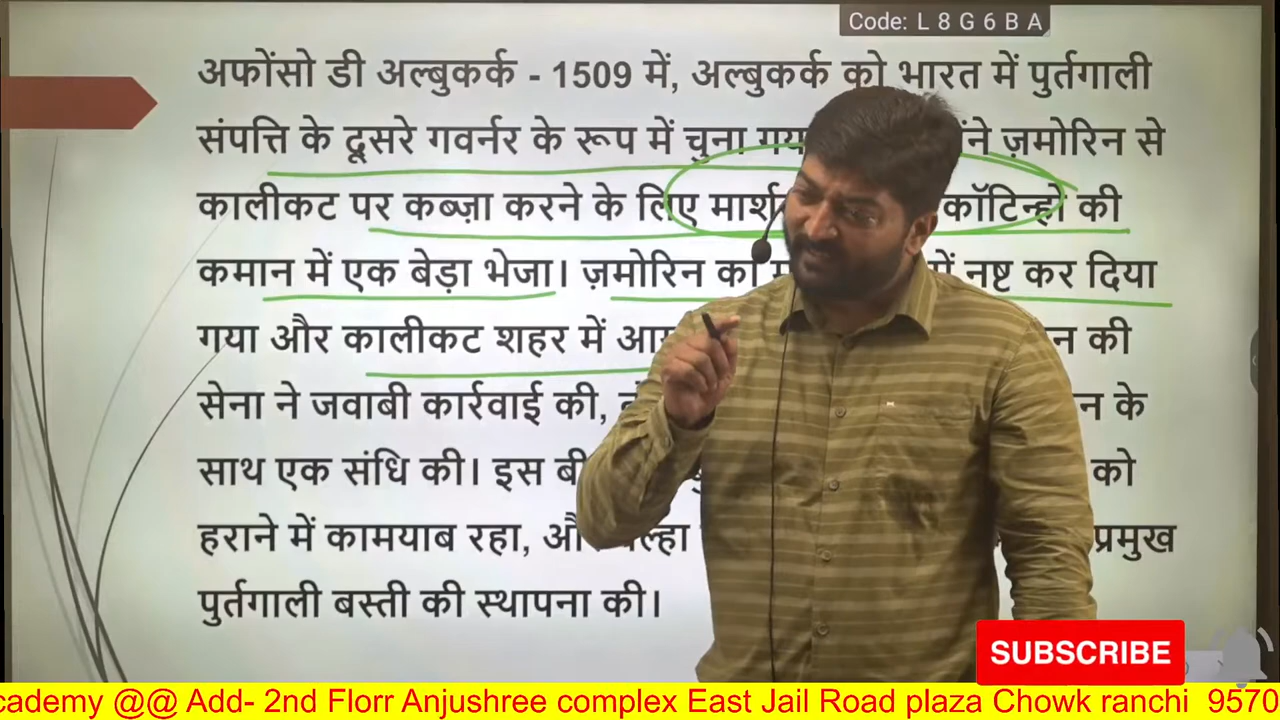 Code: L 8 G 6 B A
अफोंसो डी अल्बुकर्क - 1509 में, अल्बुकर्क को भारत में पुर्तगाली
संपत्ति के दूसरे गवर्नर के रूप में चुना ज़मोरिन से
कालीकट पर कब्ज़ा करने के लिए कॉटिन्हो की
कमान में एक बेड़ा भेजा। ज़मोरिन को में नष्ट कर दिया
गया और कालीकट शहर में की
सेना ने जवाबी कार्रवाई की, के
साथ एक संधि की। इस को
हराने में कामयाब रहा, प्रमुख
पुर्तगाली बस्ती की स्थापना की।
SUBSCRIBE
cademy @@ Add- 2nd Florr Anjushree complex East Jail Road plaza Chowk ranchi 9570